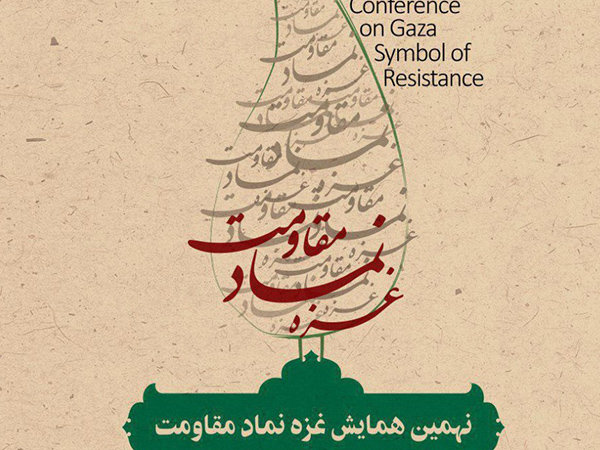 Conference
on Gaza
Symbol of
Resistance
غزه
نماد
مقاومت
نهمین همایش غزه نماد مقاومت